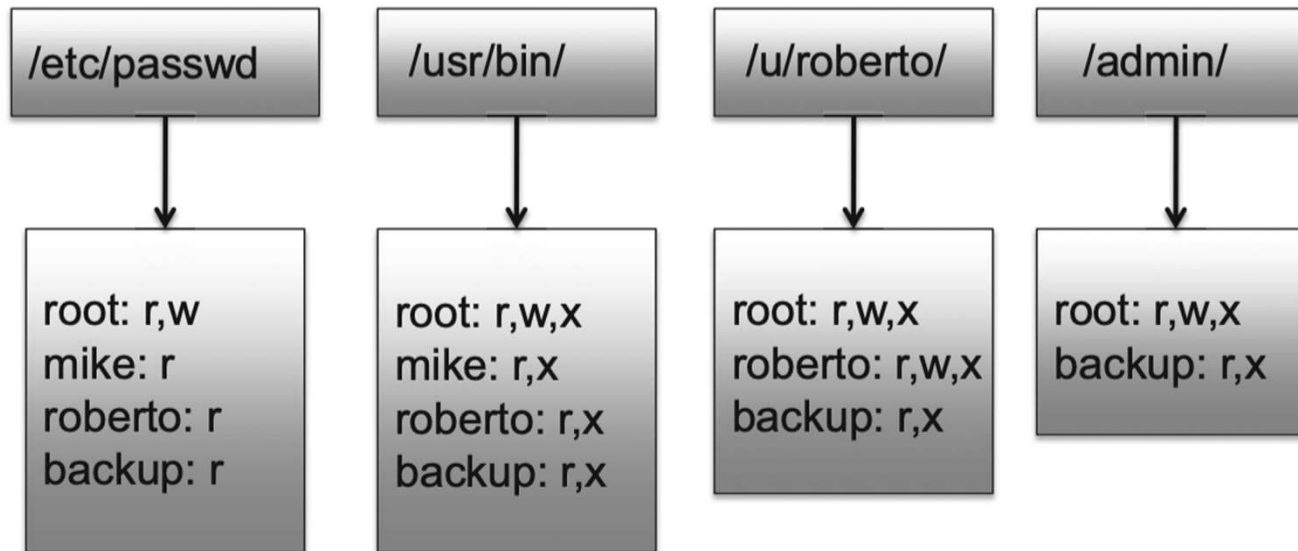 /etc/passwd
/usr/bin/
/u/roberto/
/admin/
root: r,w
mike: r
roberto: r
backup: r
root: r,w,x
mike: r,x
roberto: r,x
backup: r,x
root: r,w,x
roberto: r,w,x
backup: r,x
root: r,w,x
backup: r,x